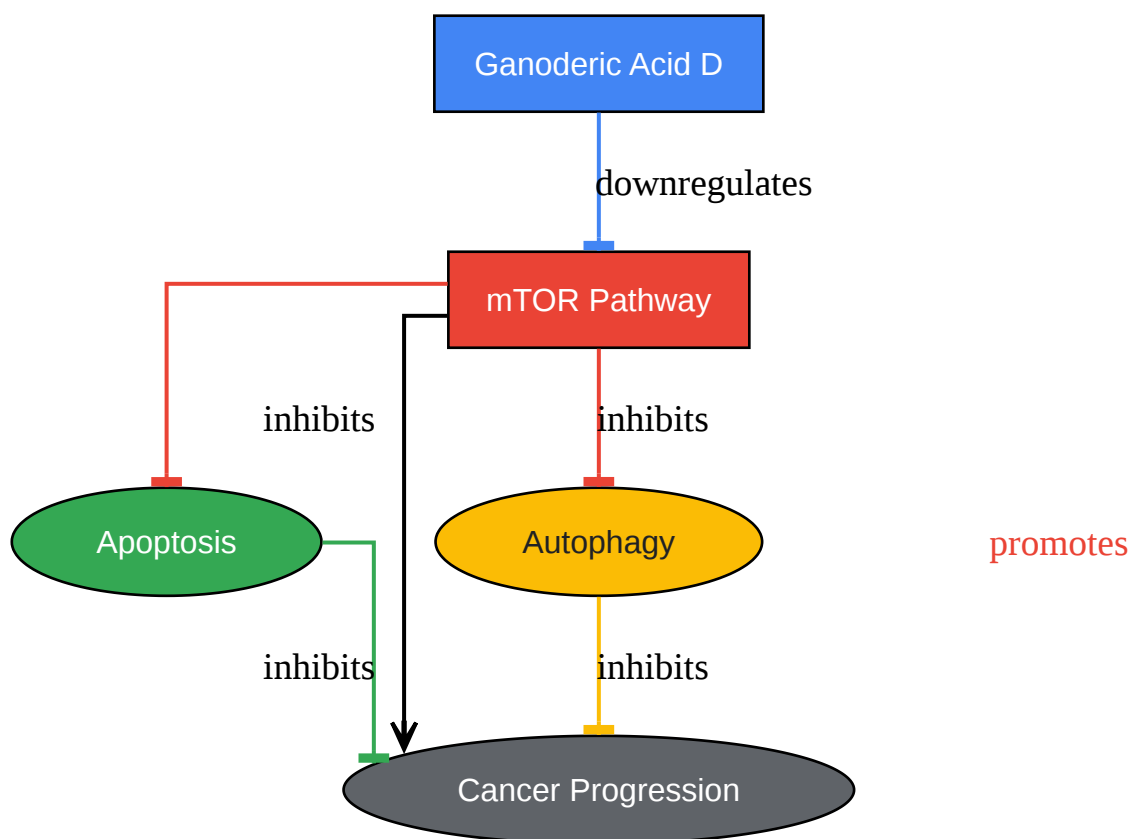 Ganoderic Acid D
downregulates
mTOR Pathway
inhibits
inhibits
Apoptosis
Autophagy
promotes
inhibits
inhibits
Cancer Progression